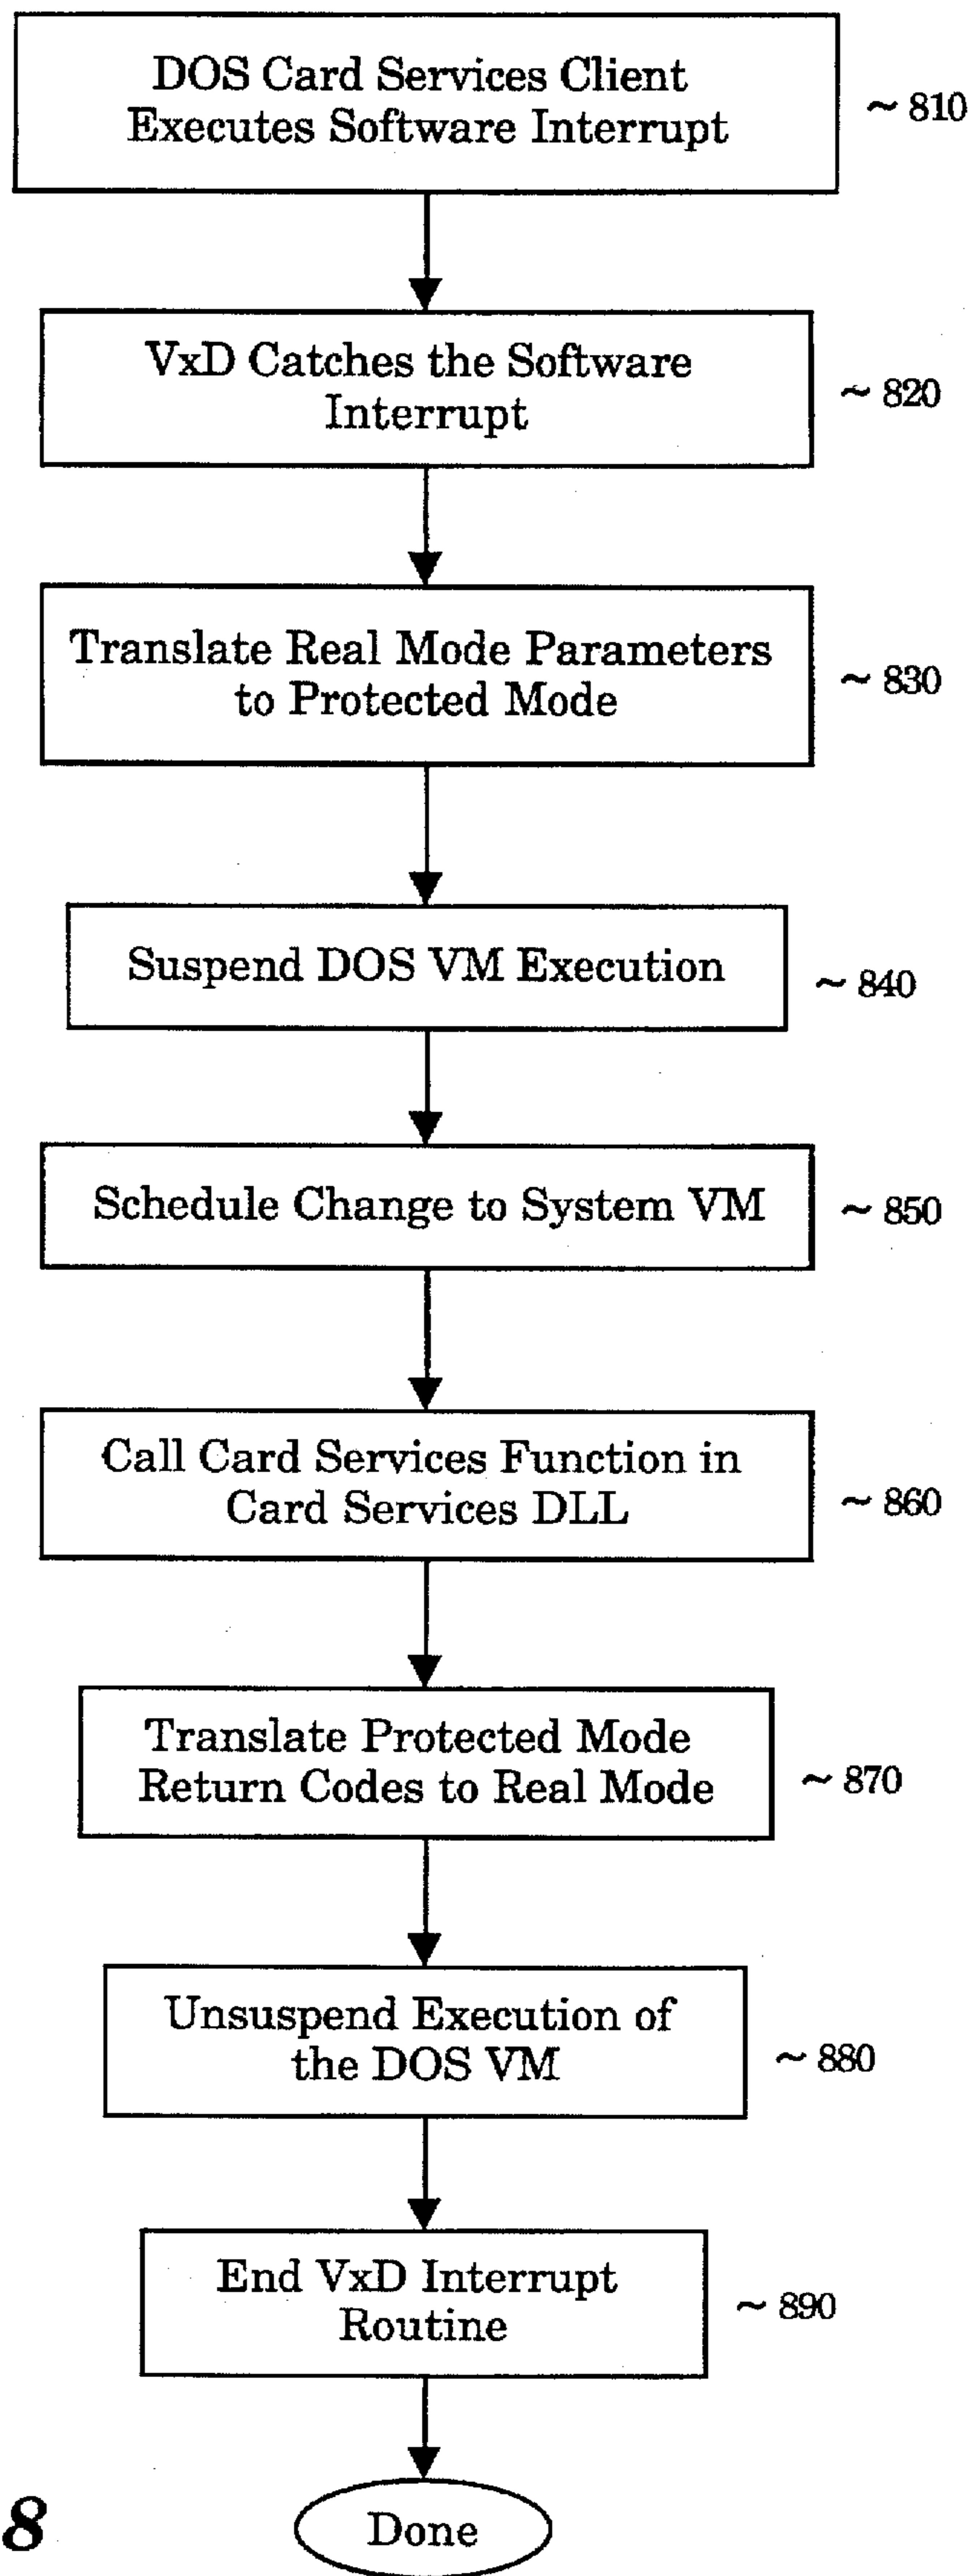 DOS Card Services Client
Executes Software Interrupt
~ 810
VxD Catches the Software
Interrupt
~ 820
Translate Real Mode Parameters
to Protected Mode
~ 830
Suspend DOS VM Execution
~ 840
Schedule Change to System VM
~ 850
Call Card Services Function in
Card Services DLL
~ 860
Translate Protected Mode
Return Codes to Real Mode
~ 870
Unsuspend Execution of
the DOS VM
~ 880
End VxD Interrupt
Routine
~ 890
Done
8